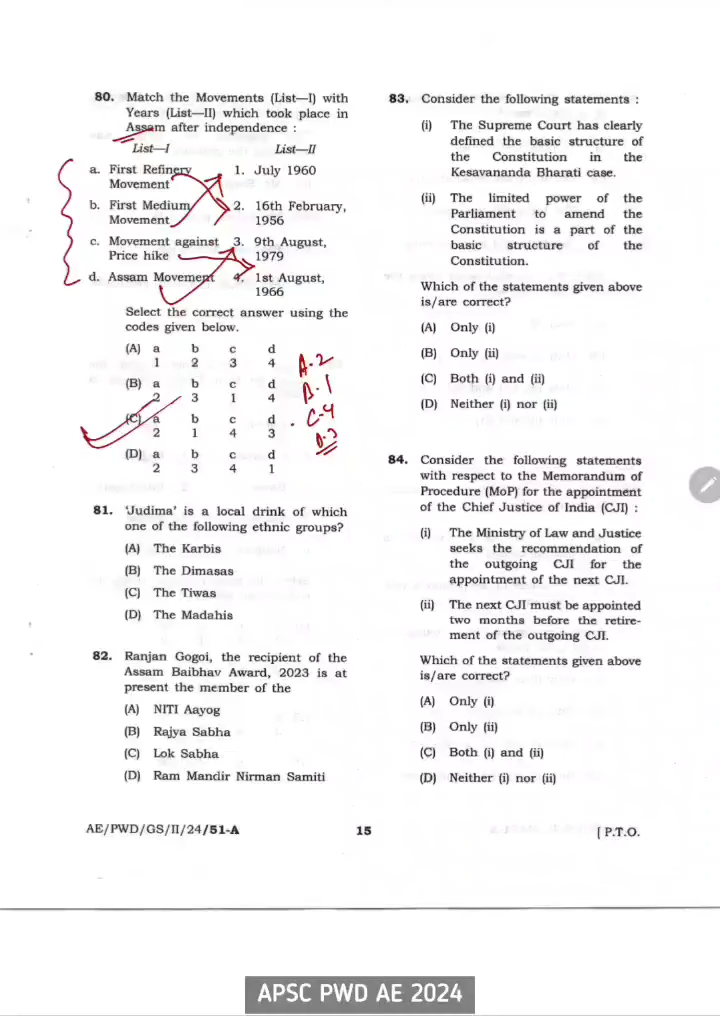 80. Match the Movements (List—I) with
Years (List—II) which took place in
Assam after independence :
List—I List—II
a. First Refinery Movement 1. July 1960
b. First Medium Movement 2. 16th February, 1956
c. Movement against Price hike 3. 9th August, 1979
d. Assam Movement 4. 1st August, 1966
Select the correct answer using the
codes given below.
(A) a b c d
1 2 3 4
(B) a b c d
2 3 1 4
(C) a b c d
2 1 4 3
(D) a b c d
2 3 4 1
A-2
B-1
C-4
D-3
81. 'Judima' is a local drink of which
one of the following ethnic groups?
(A) The Karbis
(B) The Dimasas
(C) The Tiwas
(D) The Madahis
82. Ranjan Gogoi, the recipient of the
Assam Baibhav Award, 2023 is at
present the member of the
(A) NITI Aayog
(B) Rajya Sabha
(C) Lok Sabha
(D) Ram Mandir Nirman Samiti
83. Consider the following statements :
(i) The Supreme Court has clearly
defined the basic structure of
the Constitution in the
Kesavananda Bharati case.
(ii) The limited power of the
Parliament to amend the
Constitution is a part of the
basic structure of the
Constitution.
Which of the statements given above
is/are correct?
(A) Only (i)
(B) Only (ii)
(C) Both (i) and (ii)
(D) Neither (i) nor (ii)
84. Consider the following statements
with respect to the Memorandum of
Procedure (MoP) for the appointment
of the Chief Justice of India (CJI) :
(i) The Ministry of Law and Justice
seeks the recommendation of
the outgoing CJI for the
appointment of the next CJI.
(ii) The next CJI must be appointed
two months before the retire-
ment of the outgoing CJI.
Which of the statements given above
is/are correct?
(A) Only (i)
(B) Only (ii)
(C) Both (i) and (ii)
(D) Neither (i) nor (ii)
AE/PWD/GS/II/24/51-A 15 [ P.T.O.
APSC PWD AE 2024